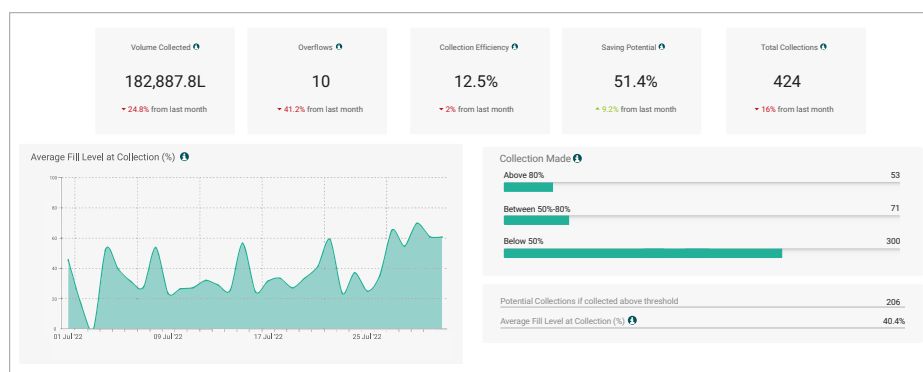 Volume Collected
182,887.8L
24.8% from last month
Overflows
10
41.2% from last month
Collection Efficiency
12.5%
2% from last month
Saving Potential
51.4%
9.2% from last month
Total Collections
424
16% from last month
Average Fill Level at Collection (%)
100
80
60
40
20
0
01 Jul '22 09 Jul '22 17 Jul '22 25 Jul '22
Collection Made
Above 80% 53
Between 50%-80% 71
Below 50% 300
Potential Collections if collected above threshold 206
Average Fill Level at Collection (%) 40.4%